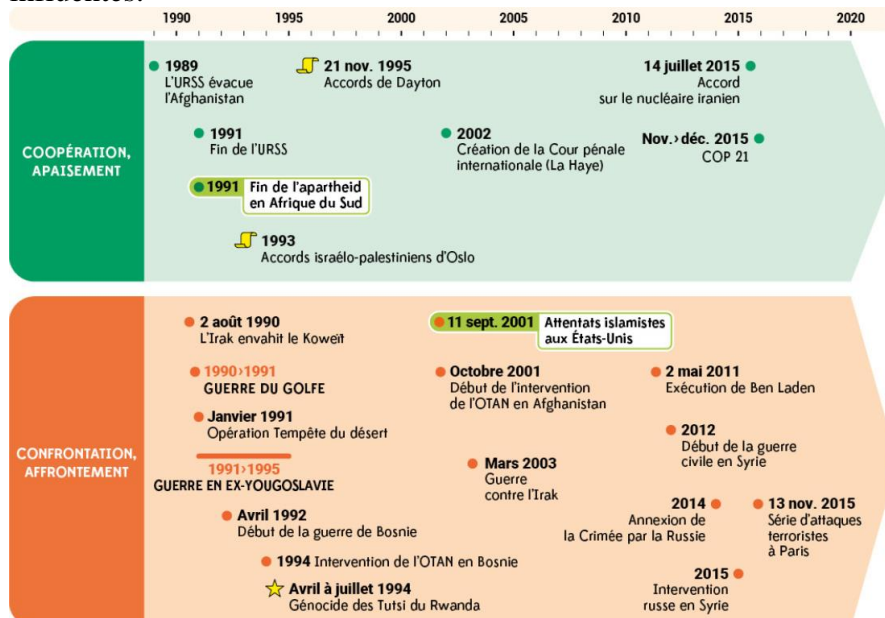 influentes.
1990 1995 2000 2005 2010 2015 2020
COOPÉRATION,
APAISEMENT
1989
L'URSS évacue
l'Afghanistan
21 nov. 1995
Accords de Dayton
14 juillet 2015
Accord
sur le nucléaire iranien
1991
Fin de l'URSS
2002
Création de la Cour pénale
internationale (La Haye)
Nov. › déc. 2015
COP 21
1991 Fin de l'apartheid
en Afrique du Sud
1993
Accords israélo-palestiniens d'Oslo
CONFRONTATION,
AFFRONTEMENT
2 août 1990
L'Irak envahit le Koweït
11 sept. 2001 Attentats islamistes
aux États-Unis
1990›1991
GUERRE DU GOLFE
Octobre 2001
Début de l'intervention
de l'OTAN en Afghanistan
2 mai 2011
Exécution de Ben Laden
Janvier 1991
Opération Tempête du désert
2012
Début de la guerre
civile en Syrie
1991›1995
GUERRE EN EX-YOUGOSLAVIE
Mars 2003
Guerre
contre l'Irak
Avril 1992
Début de la guerre de Bosnie
2014
Annexion de
la Crimée par la Russie
13 nov. 2015
Série d'attaques
terroristes
à Paris
1994 Intervention de l'OTAN en Bosnie
Avril à juillet 1994
Génocide des Tutsi du Rwanda
2015
Intervention
russe en Syrie